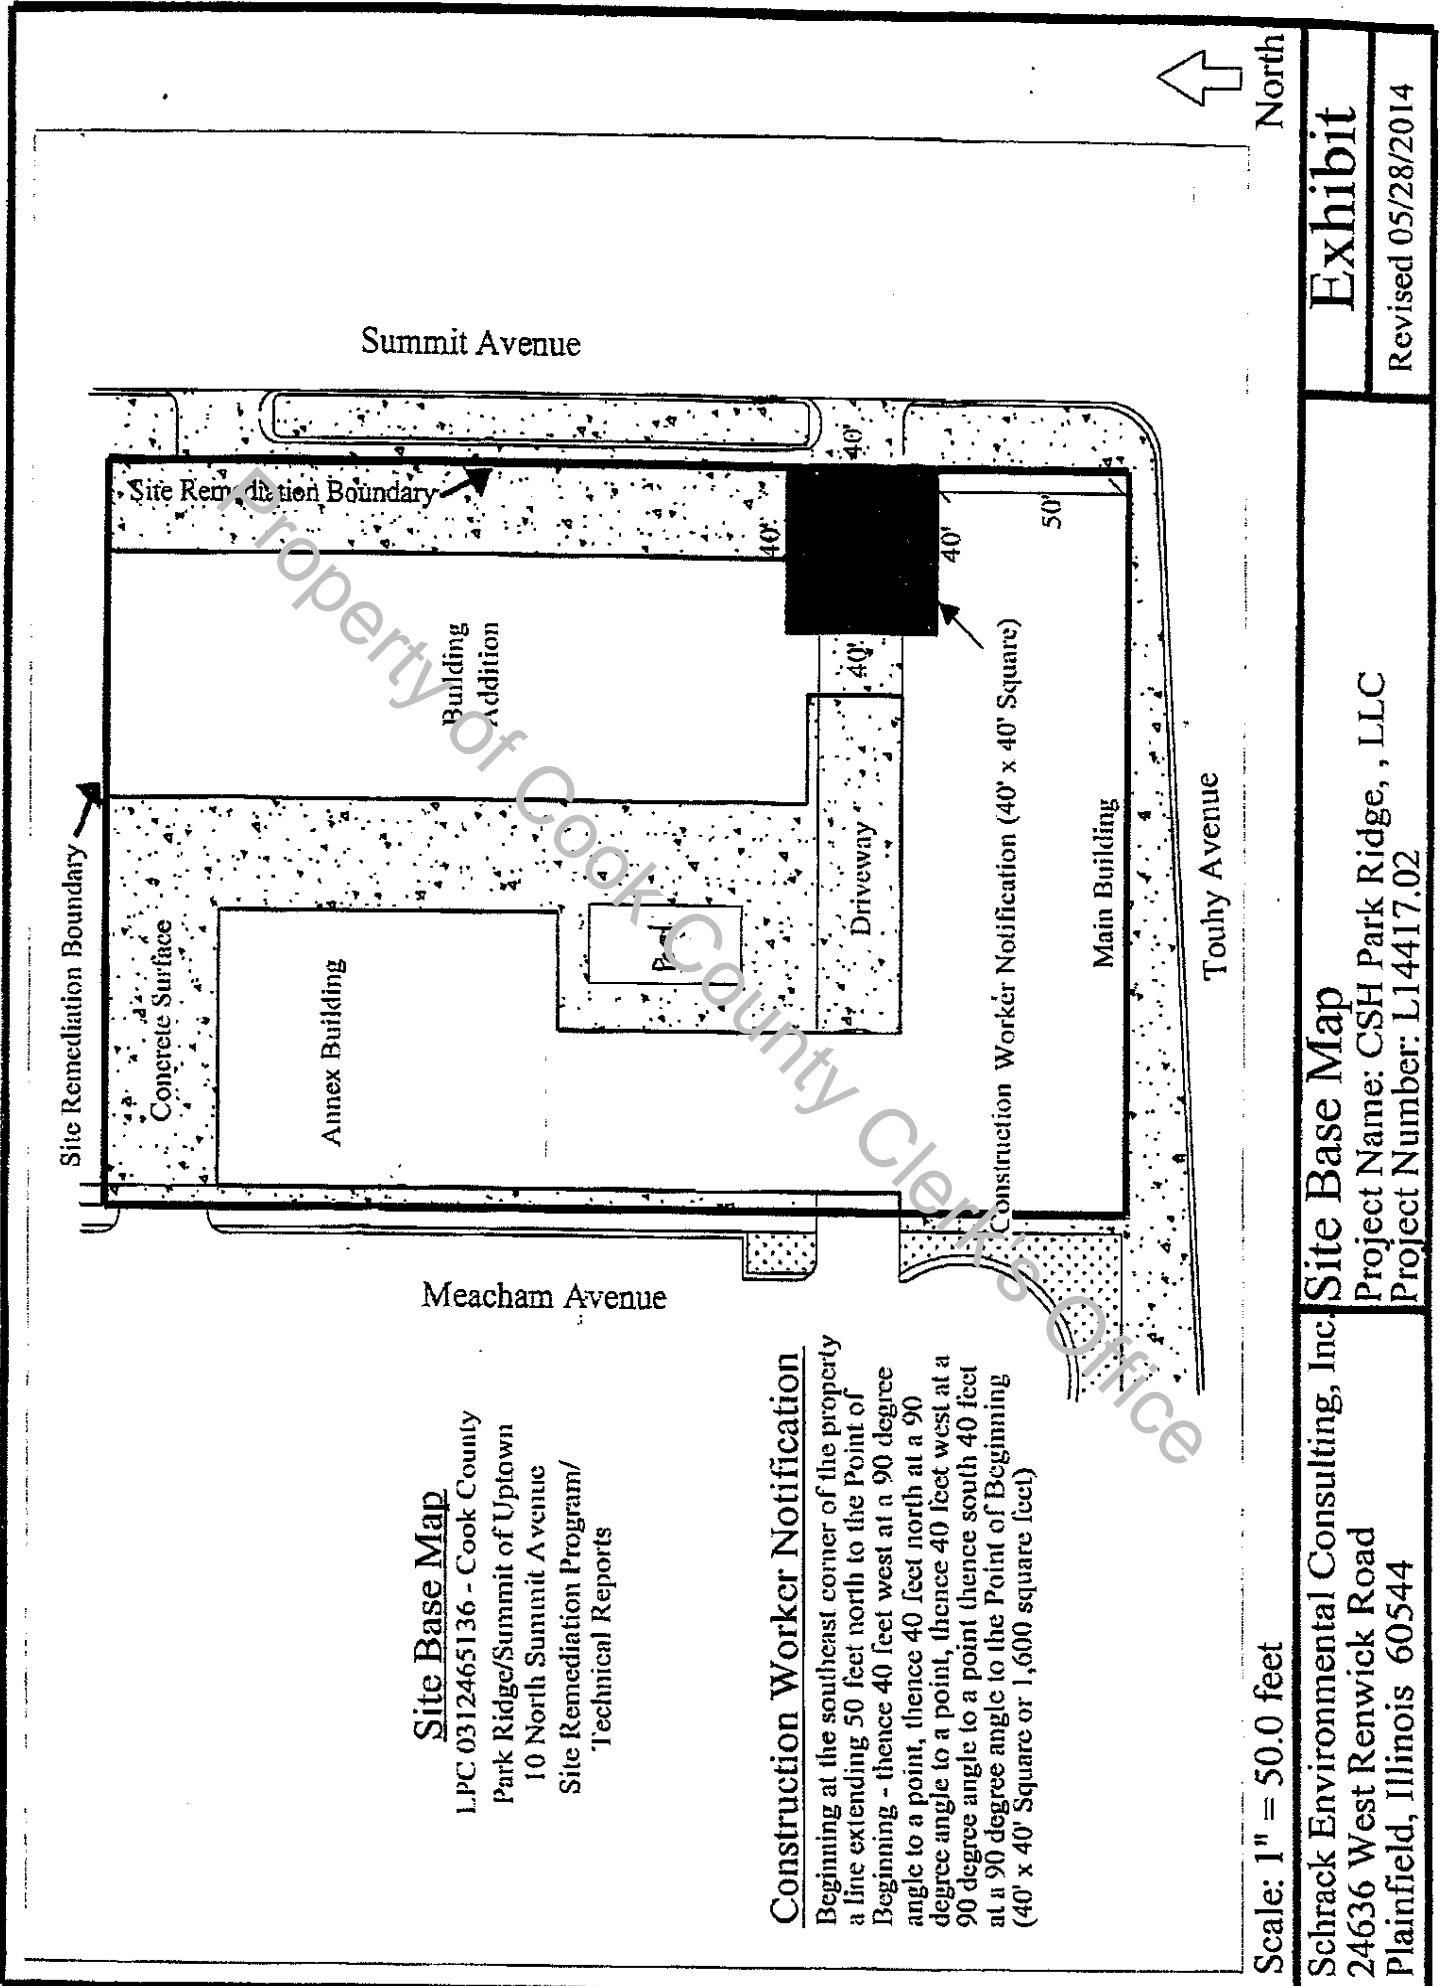 Site Base Map
LPC 0312465136 - Cook County
Park Ridge/Summit of Uptown
10 North Summit Avenue
Site Remediation Program/
Technical Reports
Construction Worker Notification
Beginning at the southeast corner of the property
a line extending 50 feet north to the Point of
Beginning - thence 40 feet west at a 90 degree
angle to a point, thence 40 feet north at a 90
degree angle to a point, thence 40 feet west at a
90 degree angle to a point thence south 40 feet
at a 90 degree angle to the Point of Beginning
(40' x 40' Square or 1,600 square feet)
Meacham Avenue
Site Remediation Boundary
Concrete Surface
Annex Building
Pool
Driveway
Building
Addition
Site Remediation Boundary
Summit Avenue
40'
40'
40'
40'
50'
Construction Worker Notification (40' x 40' Square)
Main Building
Touhy Avenue
North
Property of Cook County Clerk's Office
Scale: 1" = 50.0 feet
Schrack Environmental Consulting, Inc.
24636 West Renwick Road
Plainfield, Illinois 60544
Site Base Map
Project Name: CSH Park Ridge, , LLC
Project Number: L14417.02
Exhibit
Revised 05/28/2014